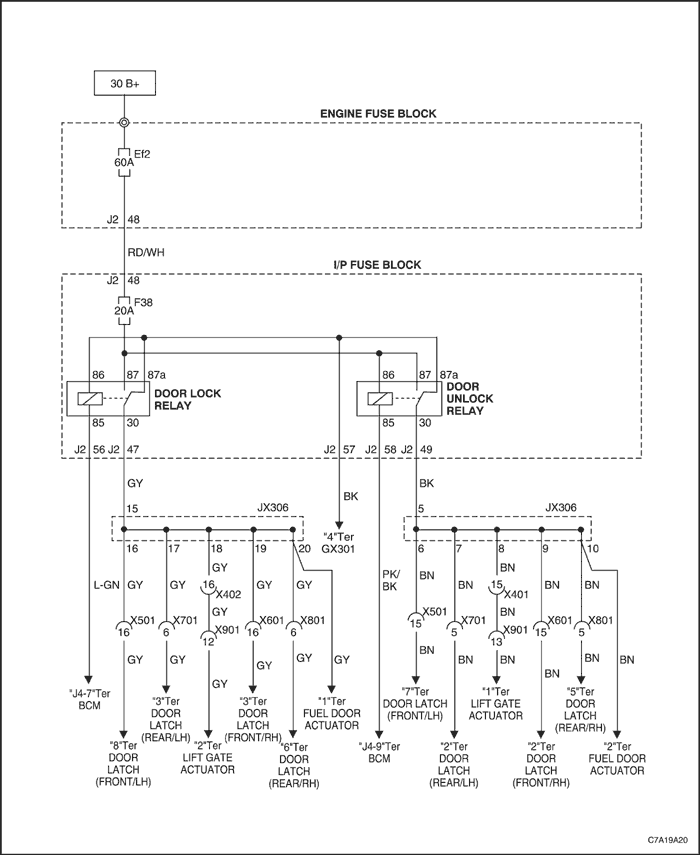 30 B+
ENGINE FUSE BLOCK
Ef2
60A
J2 48
RD/WH
I/P FUSE BLOCK
J2 48
F38
20A
86 87 87a
DOOR LOCK
RELAY
85 30
86 87 87a
DOOR
UNLOCK
RELAY
85 30
J2 56 J2 47
J2 57
J2 58 J2 49
GY
BK
BK
15 JX306
5 JX306
16 17 18 19 20
"4"Ter
GX301
6 7 8 9 10
L-GN
GY
GY
GY
16
X402
GY
GY
GY
X501
16
X701
6
GY
X901
12
X601
16
X801
6
GY
GY
GY
GY
GY
GY
PK/
BK
BN
BN
BN
15
X401
BN
BN
X501
15
X701
5
BN
X901
13
X601
15
X801
5
BN
BN
BN
BN
BN
BN
"J4-7"Ter
BCM
"8"Ter
DOOR
LATCH
(FRONT/LH)
"3"Ter
DOOR
LATCH
(REAR/LH)
"2"Ter
LIFT GATE
ACTUATOR
"3"Ter
DOOR
LATCH
(FRONT/RH)
"6"Ter
DOOR
LATCH
(REAR/RH)
"1"Ter
FUEL DOOR
ACTUATOR
"J4-9"Ter
BCM
"7"Ter
DOOR LATCH
(FRONT/LH)
"2"Ter
DOOR
LATCH
(REAR/LH)
"1"Ter
LIFT GATE
ACTUATOR
"2"Ter
DOOR
LATCH
(FRONT/RH)
"5"Ter
DOOR
LATCH
(REAR/RH)
"2"Ter
FUEL DOOR
ACTUATOR
C7A19A20